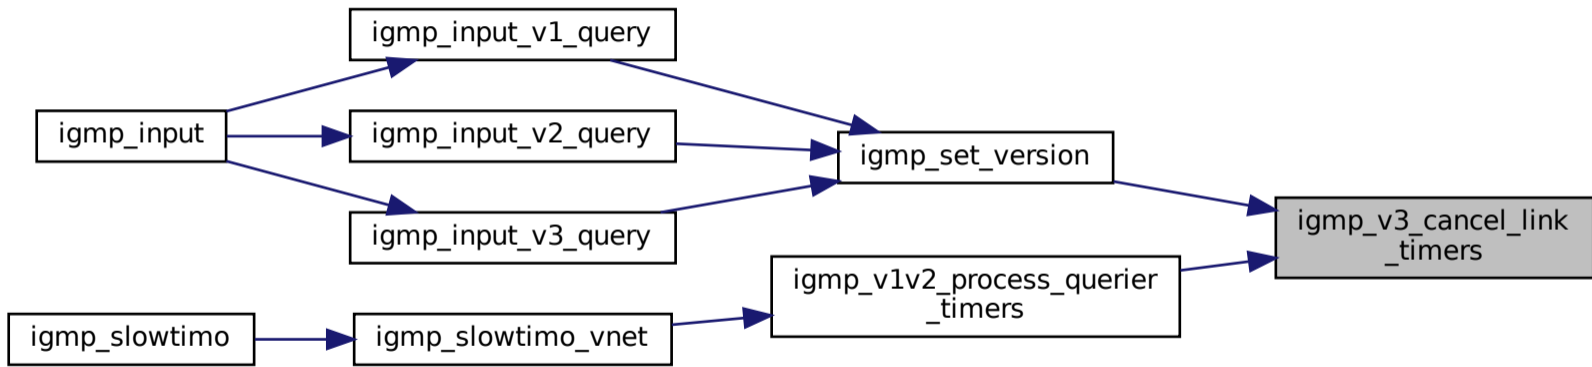 igmp_input_v1_query
igmp_input
igmp_input_v2_query
igmp_set_version
igmp_v3_cancel_link
_timers
igmp_input_v3_query
igmp_v1v2_process_querier
_timers
igmp_slowtimo
igmp_slowtimo_vnet